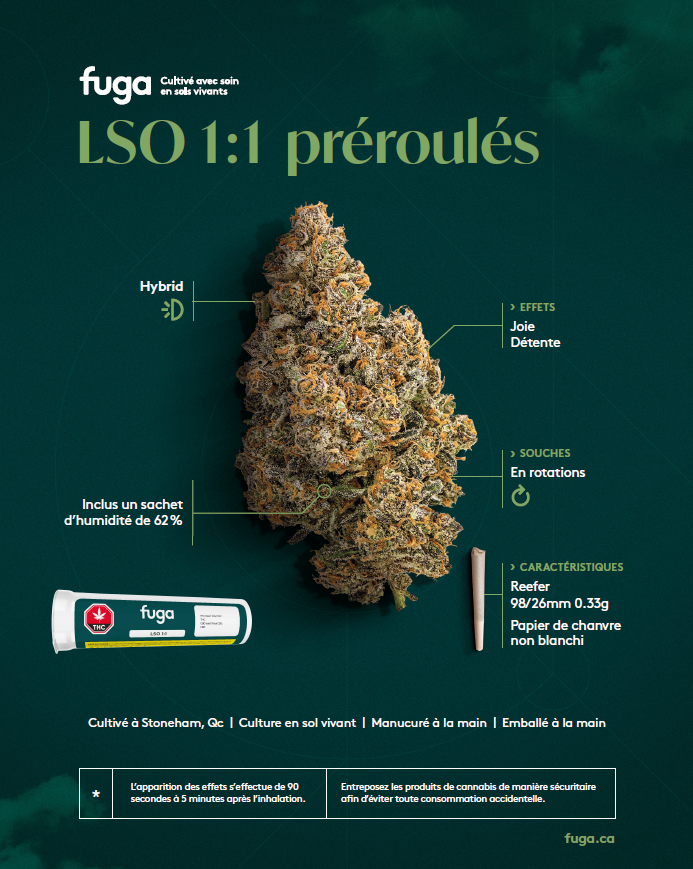 fuga
Cultivé avec soin
en sols vivants
LSO 1:1 préroulés
Hybrid
› EFFETS
Joie
Détente
› SOUCHES
En rotations
Inclus un sachet
d'humidité de 62%
› CARACTÉRISTIQUES
Reefer
98/26mm 0.33g
Papier de chanvre
non blanchi
THC
fuga
LSO 1:1
Cultivé à Stoneham, Qc | Culture en sol vivant | Manucuré à la main | Emballé à la main
*
L'apparition des effets s'effectue de 90
secondes à 5 minutes après l'inhalation.
Entreposez les produits de cannabis de manière sécuritaire
afin d'éviter toute consommation accidentelle.
fuga.ca